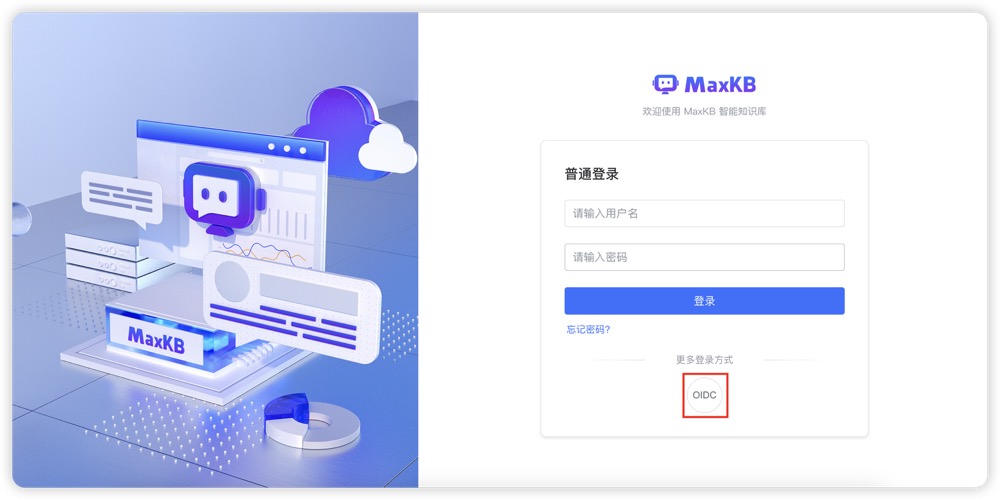 MaxKB
MaxKB
欢迎使用 MaxKB 智能知识库
普通登录
请输入用户名
请输入密码
登录
忘记密码?
更多登录方式
OIDC